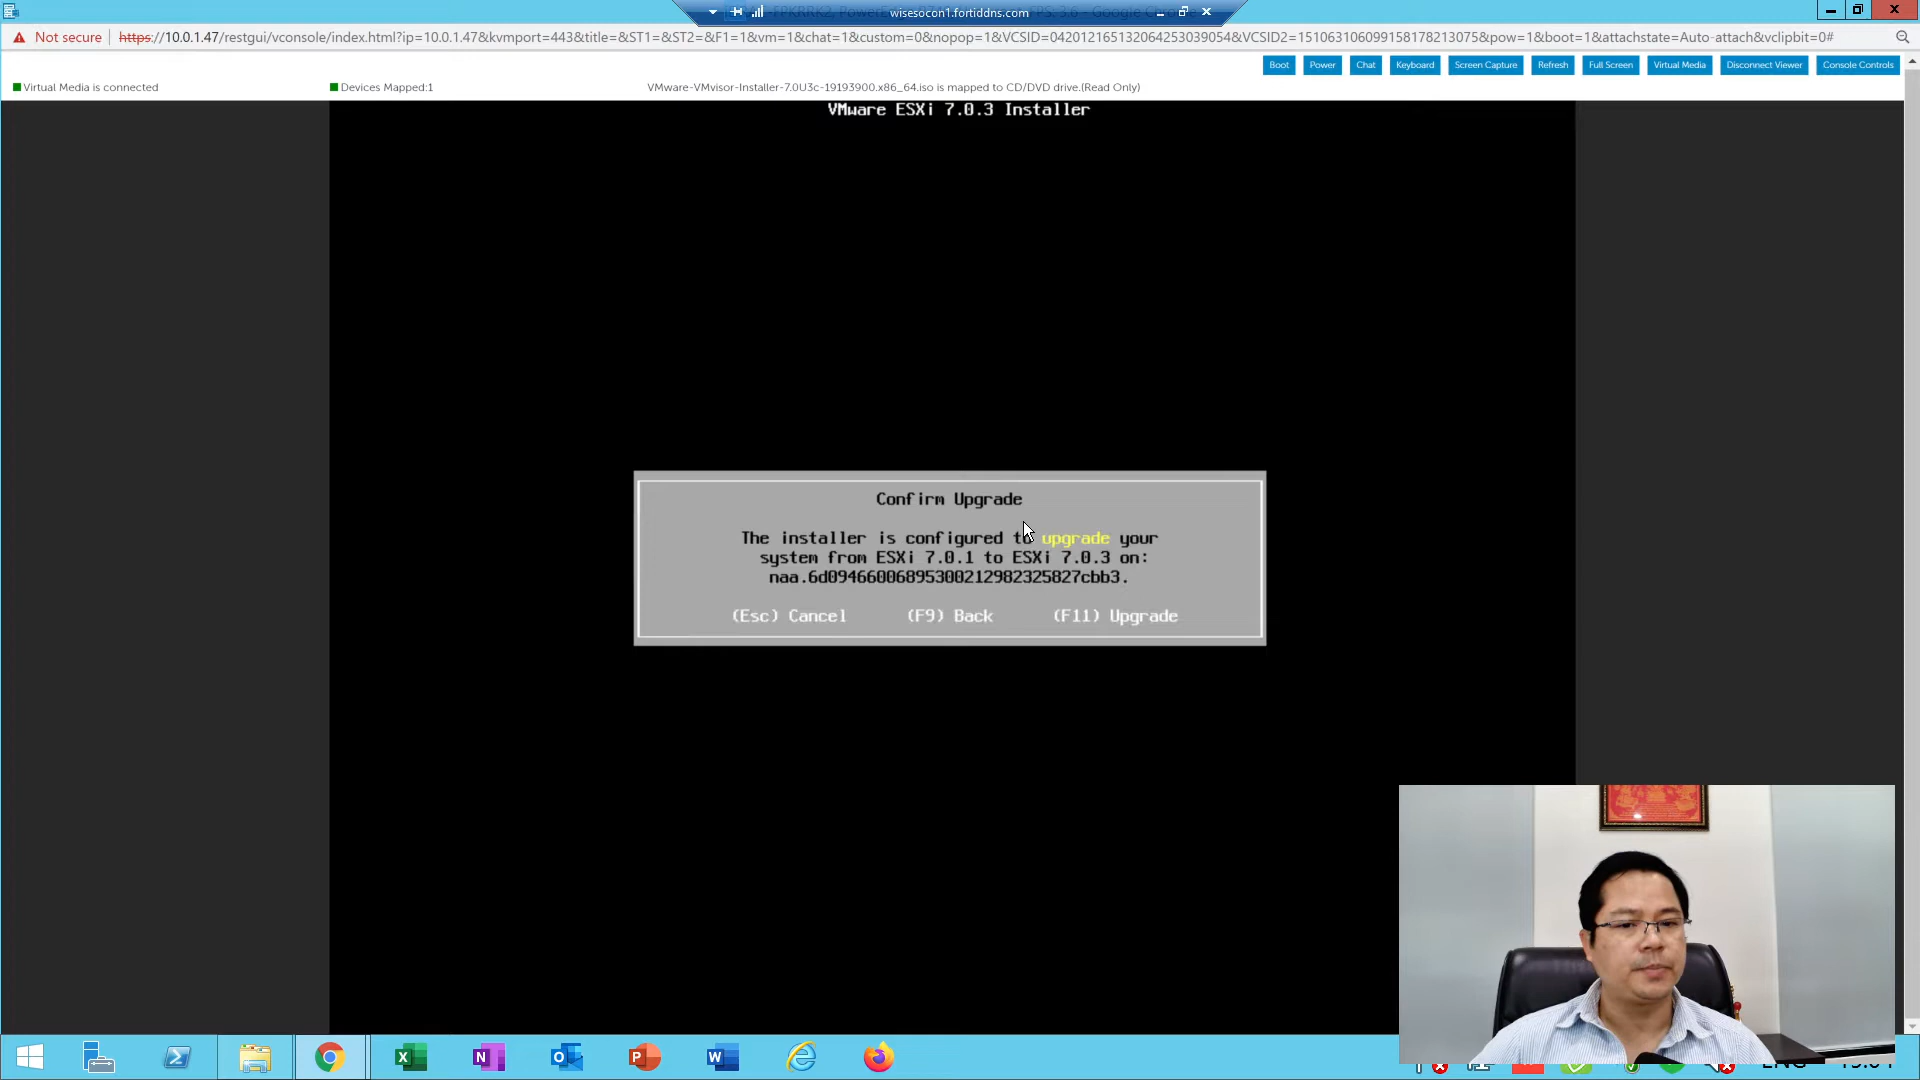 wisesocon1.fortiddns.com
Not secure | https://10.0.1.47/restgui/vconsole/index.html?ip=10.0.1.47&kvmport=443&title=&ST1=&ST2=&F1=1&vm=1&chat=1&custom=0&nopop=1&VCSID=042012165132064253039054&VCSID2=151063106099158178213075&pow=1&boot=1&attachstate=Auto-attach&vclipbit=0#
Boot Power Chat Keyboard Screen Capture Refresh Full Screen Virtual Media Disconnect Viewer Console Controls
Virtual Media is connected Devices Mapped:1 VMware-VMvisor-Installer-7.0U3c-19193900.x86_64.iso is mapped to CD/DVD drive.(Read Only)
VMware ESXi 7.0.3 Installer
Confirm Upgrade
The installer is configured to upgrade your
system from ESXi 7.0.1 to ESXi 7.0.3 on:
naa.6d09466006895300212982325827cbb3.
(Esc) Cancel (F9) Back (F11) Upgrade